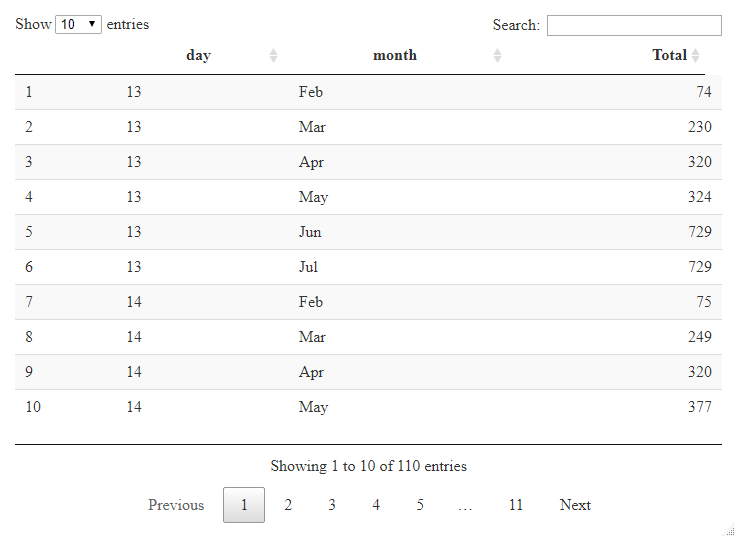 Show 10 entries Search:
day month Total
1 13 Feb 74
2 13 Mar 230
3 13 Apr 320
4 13 May 324
5 13 Jun 729
6 13 Jul 729
7 14 Feb 75
8 14 Mar 249
9 14 Apr 320
10 14 May 377
Showing 1 to 10 of 110 entries
Previous 1 2 3 4 5 … 11 Next